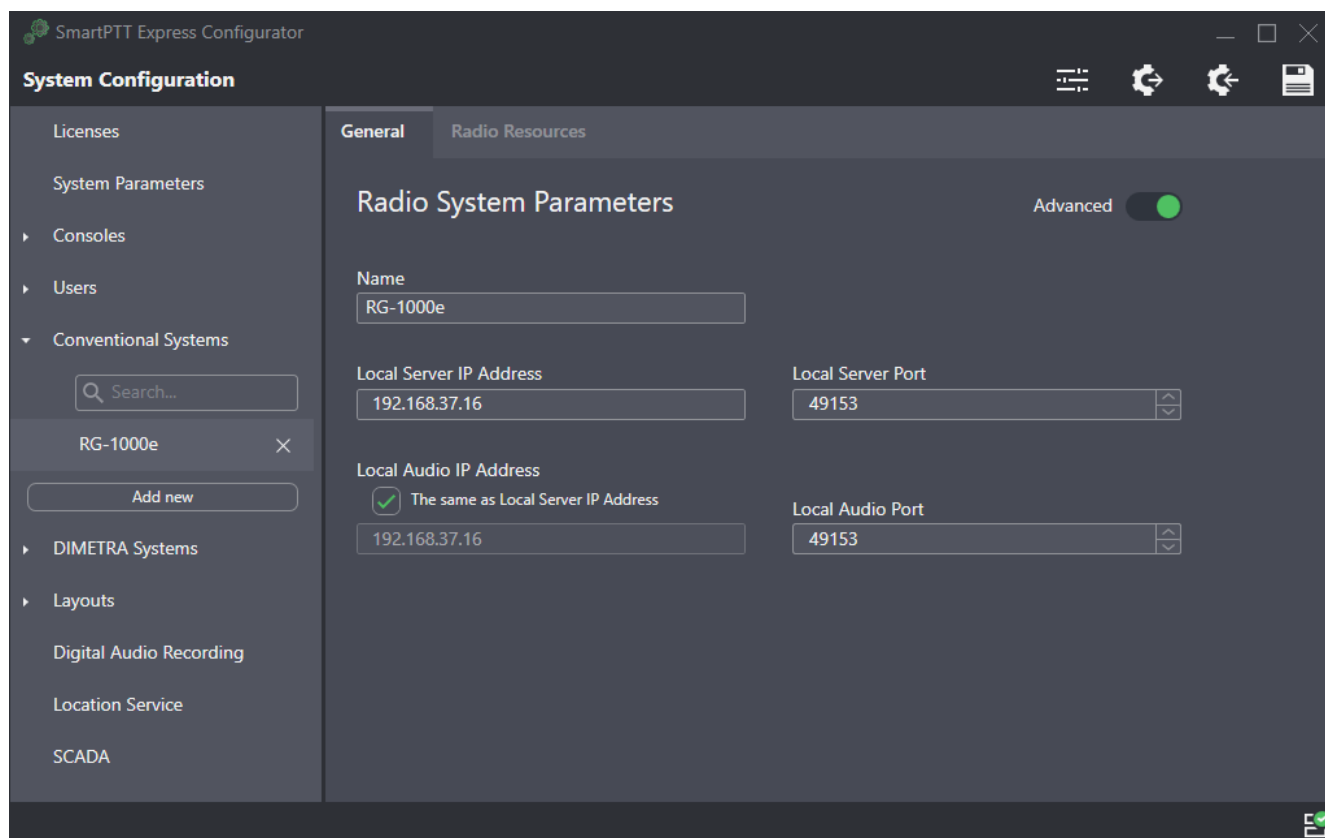 SmartPTT Express Configurator
System Configuration
Licenses
System Parameters
Consoles
Users
Conventional Systems
Search...
RG-1000e
Add new
DIMETRA Systems
Layouts
Digital Audio Recording
Location Service
SCADA
General Radio Resources
Radio System Parameters Advanced
Name
RG-1000e
Local Server IP Address Local Server Port
192.168.37.16 49153
Local Audio IP Address
The same as Local Server IP Address
Local Audio Port
192.168.37.16 49153